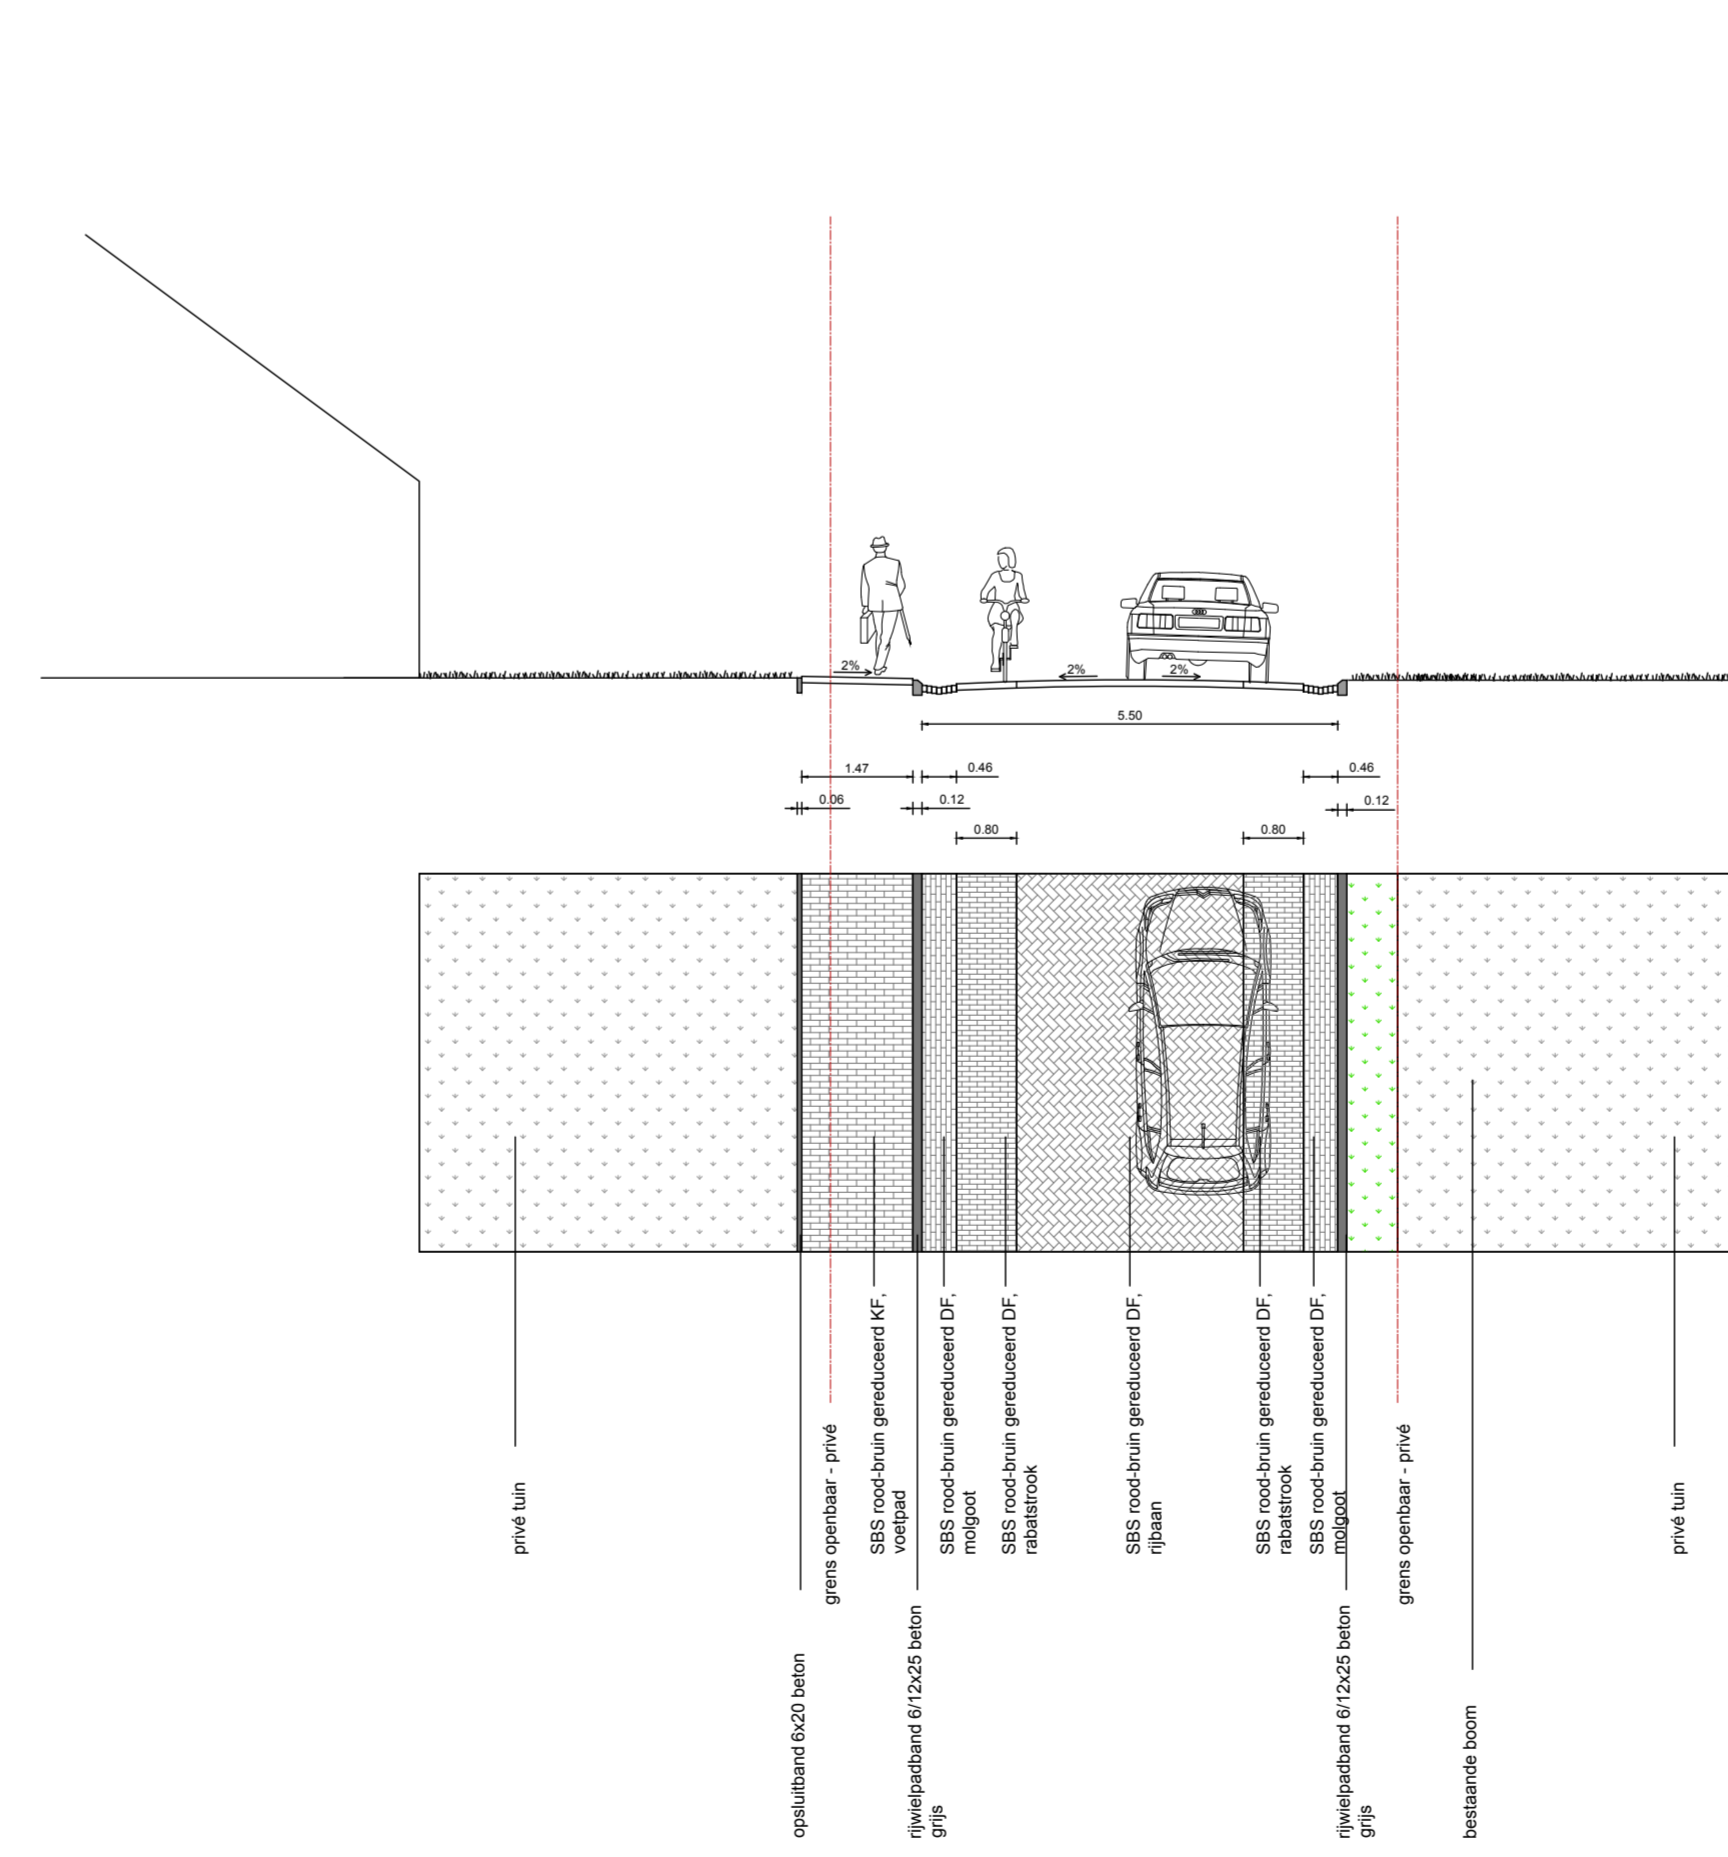 2%
2%
2%
5.50
1.47
0.46
0.46
0.06
0.12
0.12
0.80
0.80
privé tuin
opsluitband 6x20 beton
grens openbaar - privé
SBS rood-bruin gereduceerd KF,
voetpad
rijwielpadband 6/12x25 beton
grijs
SBS rood-bruin gereduceerd DF,
molgoot
SBS rood-bruin gereduceerd DF,
rabatstrook
SBS rood-bruin gereduceerd DF,
rijbaan
SBS rood-bruin gereduceerd DF,
rabatstrook
SBS rood-bruin gereduceerd DF,
molgoot
rijwielpadband 6/12x25 beton
grijs
grens openbaar - privé
bestaande boom
privé tuin